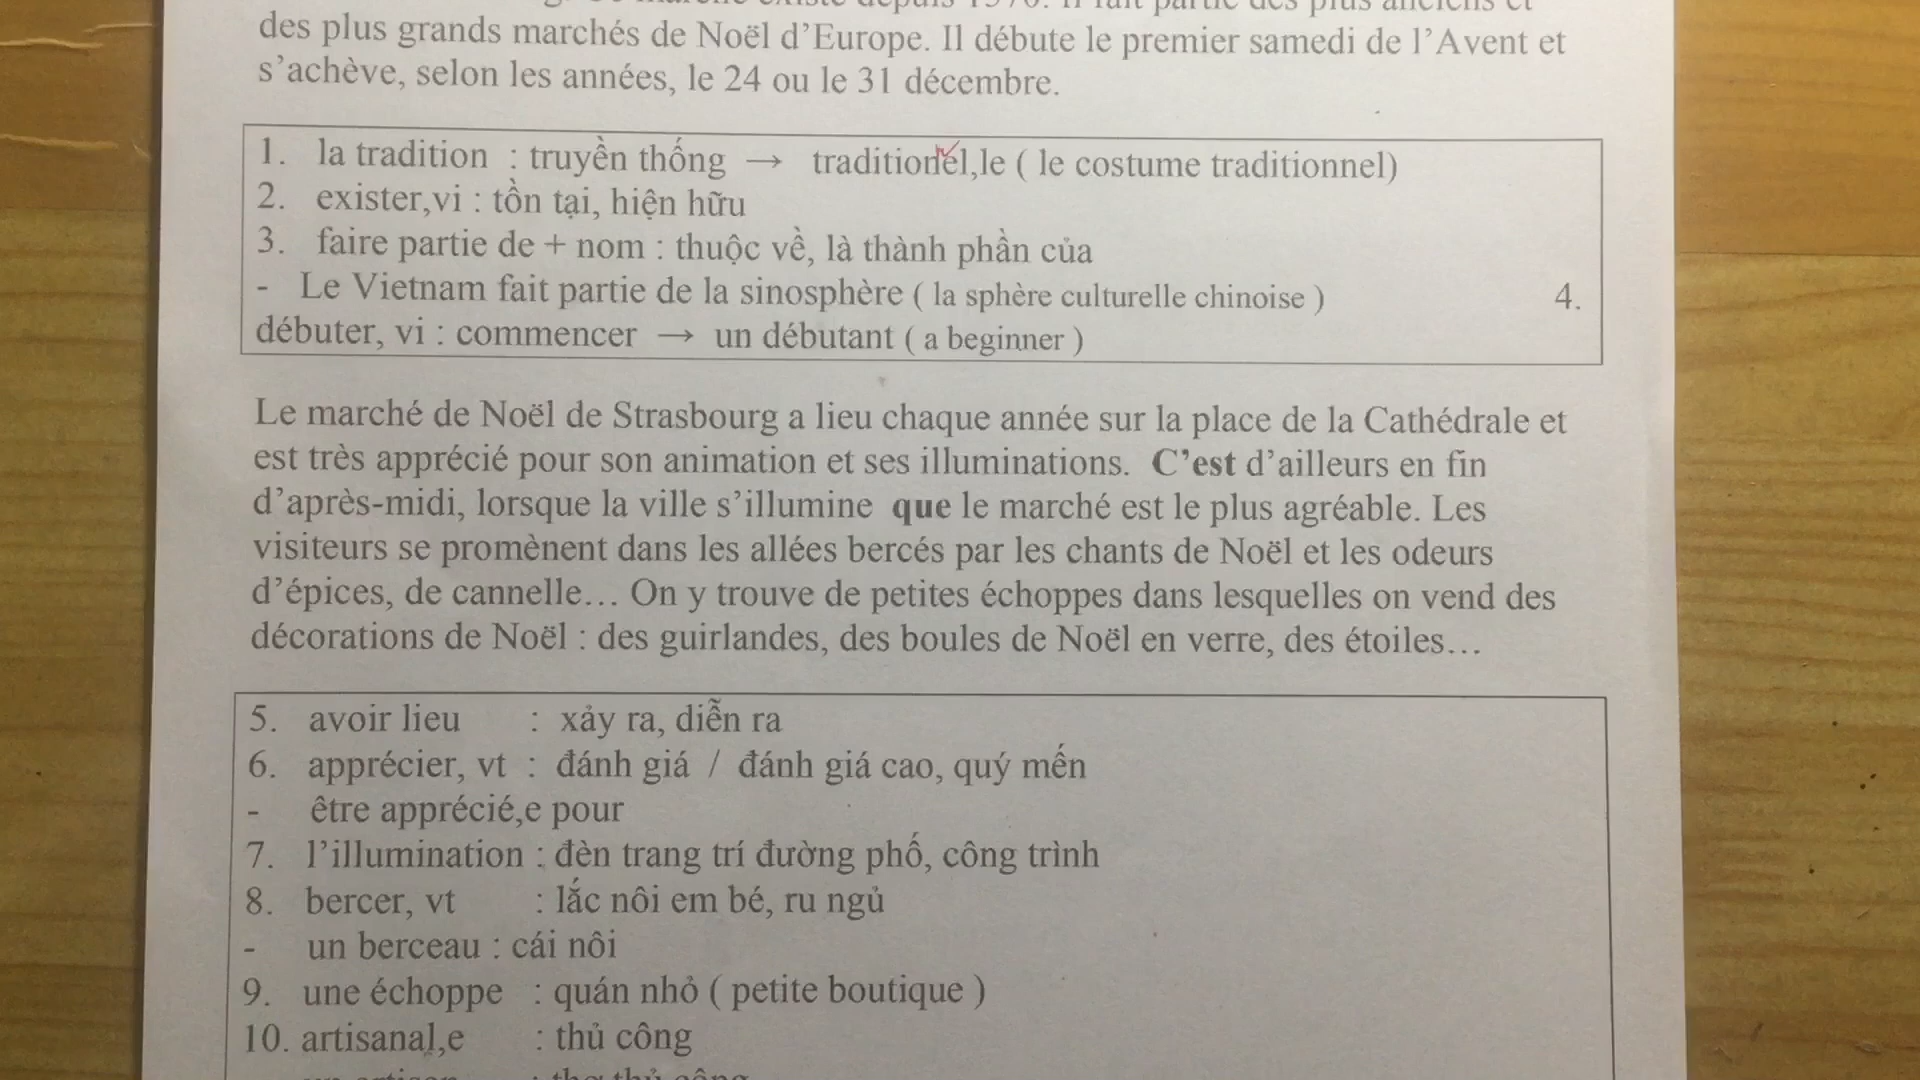 des plus grands marchés de Noël d’Europe. Il débute le premier samedi de l’Avent et
s’achève, selon les années, le 24 ou le 31 décembre.
1. la tradition : truyền thống → traditionel,le ( le costume traditionnel)
2. exister,vi : tồn tại, hiện hữu
3. faire partie de + nom : thuộc về, là thành phần của
- Le Vietnam fait partie de la sinosphère ( la sphère culturelle chinoise ) 4.
débuter, vi : commencer → un débutant ( a beginner )
Le marché de Noël de Strasbourg a lieu chaque année sur la place de la Cathédrale et
est très apprécié pour son animation et ses illuminations. C’est d’ailleurs en fin
d’après-midi, lorsque la ville s’illumine que le marché est le plus agréable. Les
visiteurs se promènent dans les allées bercés par les chants de Noël et les odeurs
d’épices, de cannelle… On y trouve de petites échoppes dans lesquelles on vend des
décorations de Noël : des guirlandes, des boules de Noël en verre, des étoiles…
5. avoir lieu : xảy ra, diễn ra
6. apprécier, vt : đánh giá / đánh giá cao, quý mến
- être apprécié,e pour
7. l’illumination : đèn trang trí đường phố, công trình
8. bercer, vt : lắc nôi em bé, ru ngủ
- un berceau : cái nôi
9. une échoppe : quán nhỏ ( petite boutique )
10. artisanal,e : thủ công